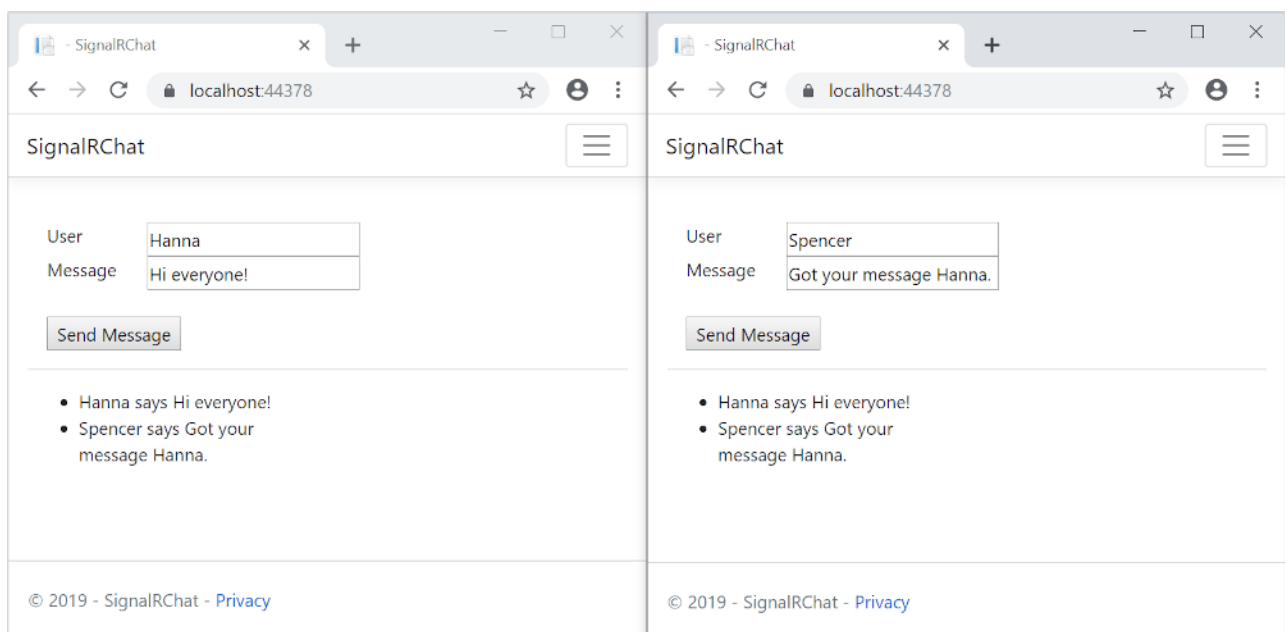 - SignalRChat
localhost:44378
SignalRChat
User Hanna
Message Hi everyone!
Send Message
Hanna says Hi everyone!
Spencer says Got your
message Hanna.
© 2019 - SignalRChat - Privacy
- SignalRChat
localhost:44378
SignalRChat
User Spencer
Message Got your message Hanna.
Send Message
Hanna says Hi everyone!
Spencer says Got your
message Hanna.
© 2019 - SignalRChat - Privacy